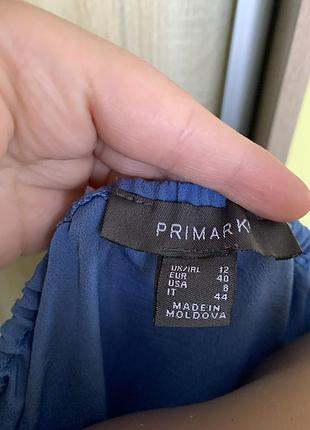 PRIMARK
UK/IRL 12
EUR 40
USA 8
IT 44
MADE IN
MOLDOVA